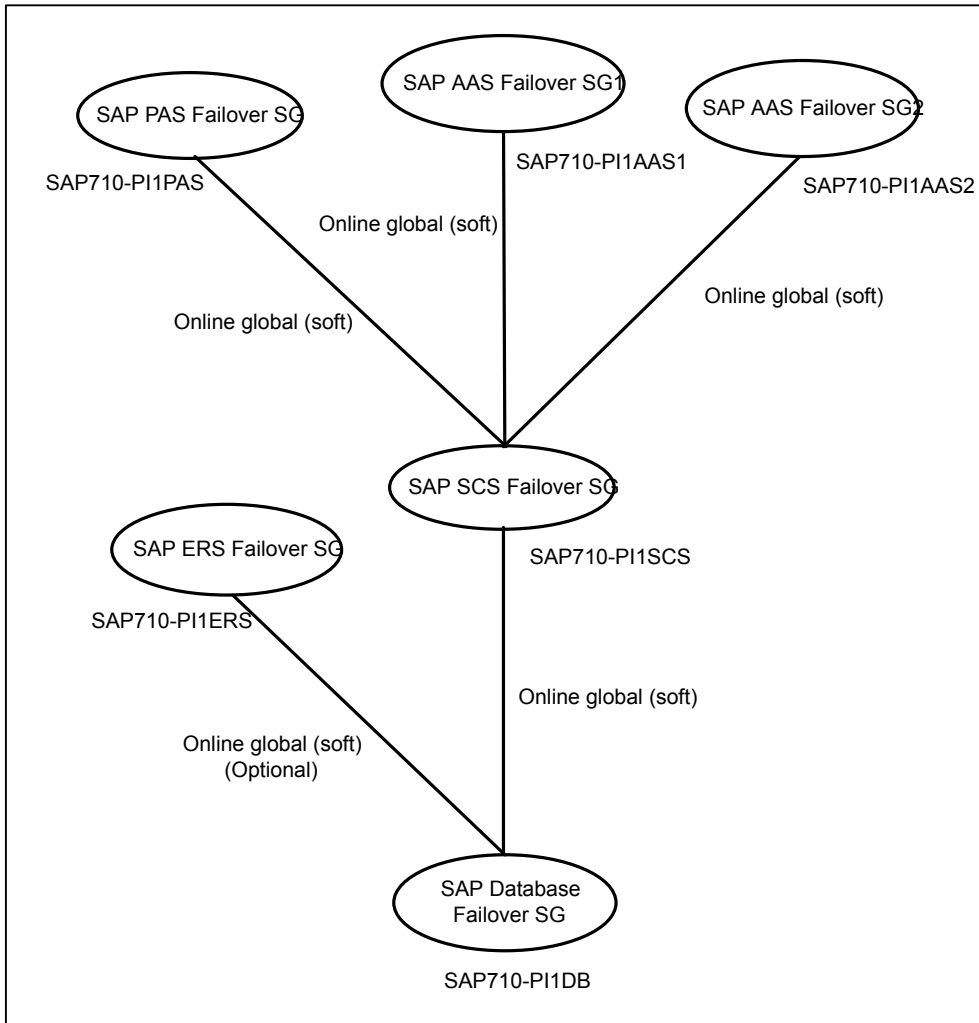 SAP AAS Failover SG1
SAP PAS Failover SG
SAP AAS Failover SG2
SAP710-PI1AAS1
SAP710-PI1PAS
SAP710-PI1AAS2
Online global (soft)
Online global (soft)
Online global (soft)
SAP SCS Failover SG
SAP ERS Failover SG
SAP710-PI1SCS
SAP710-PI1ERS
Online global (soft)
Online global (soft)
(Optional)
SAP Database
Failover SG
SAP710-PI1DB